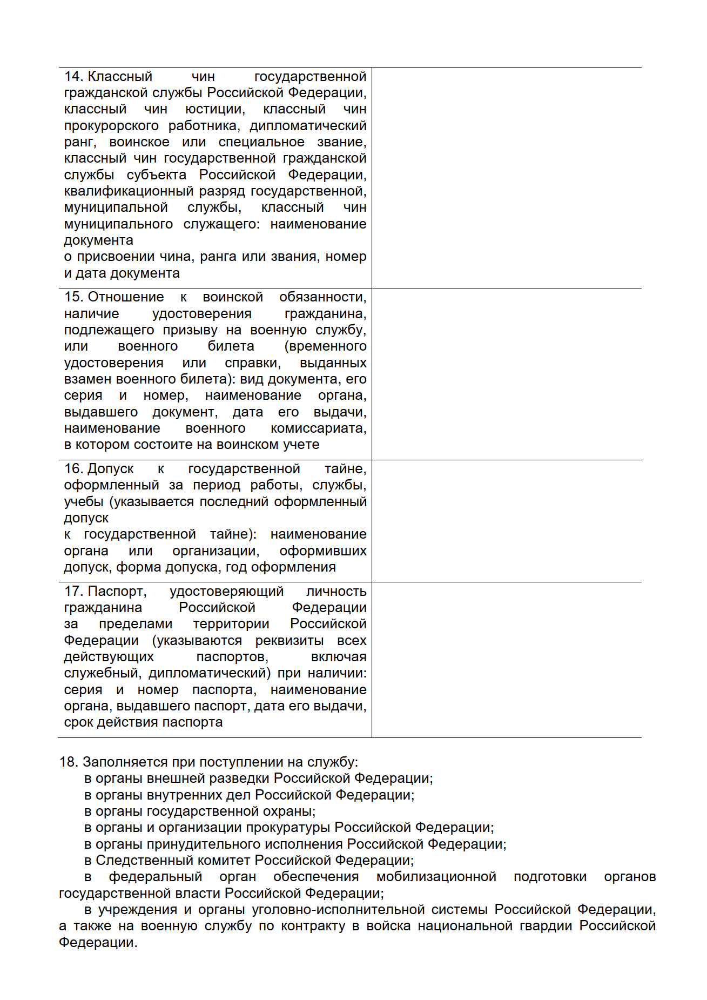 14. Классный чин государственной
гражданской службы Российской Федерации,
классный чин юстиции, классный чин
прокурорского работника, дипломатический
ранг, воинское или специальное звание,
классный чин государственной гражданской
службы субъекта Российской Федерации,
квалификационный разряд государственной,
муниципальной службы, классный чин
муниципального служащего: наименование
документа
о присвоении чина, ранга или звания, номер
и дата документа
15. Отношение к воинской обязанности,
наличие удостоверения гражданина,
подлежащего призыву на военную службу,
или военного билета (временного
удостоверения или справки, выданных
взамен военного билета): вид документа, его
серия и номер, наименование органа,
выдавшего документ, дата его выдачи,
наименование военного комиссариата,
в котором состоите на воинском учете
16. Допуск к государственной тайне,
оформленный за период работы, службы,
учебы (указывается последний оформленный
допуск
к государственной тайне): наименование
органа или организации, оформивших
допуск, форма допуска, год оформления
17. Паспорт, удостоверяющий личность
гражданина Российской Федерации
за пределами территории Российской
Федерации (указываются реквизиты всех
действующих паспортов, включая
служебный, дипломатический) при наличии:
серия и номер паспорта, наименование
органа, выдавшего паспорт, дата его выдачи,
срок действия паспорта
18. Заполняется при поступлении на службу:
в органы внешней разведки Российской Федерации;
в органы внутренних дел Российской Федерации;
в органы государственной охраны;
в органы и организации прокуратуры Российской Федерации;
в органы принудительного исполнения Российской Федерации;
в Следственный комитет Российской Федерации;
в федеральный орган обеспечения мобилизационной подготовки органов
государственной власти Российской Федерации;
в учреждения и органы уголовно-исполнительной системы Российской Федерации,
а также на военную службу по контракту в войска национальной гвардии Российской
Федерации.